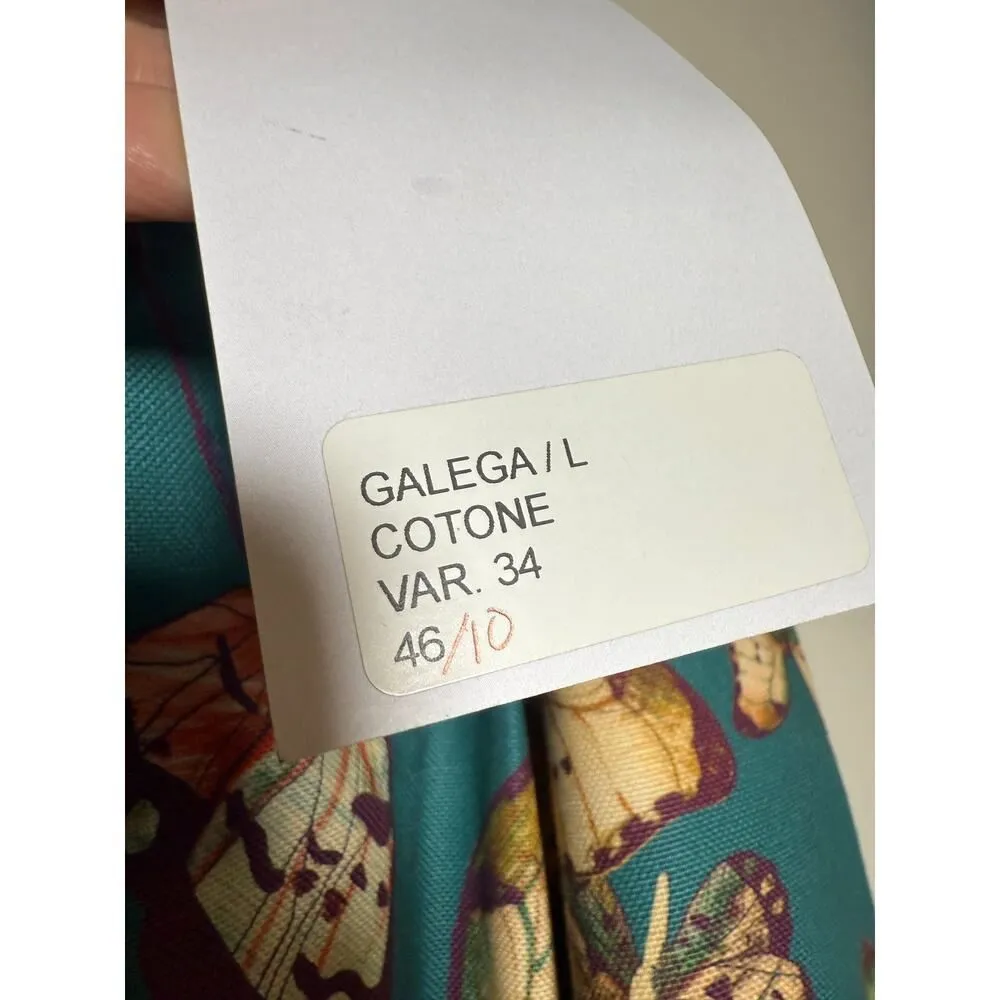 GALEGA / L
COTONE
VAR. 34
46/10